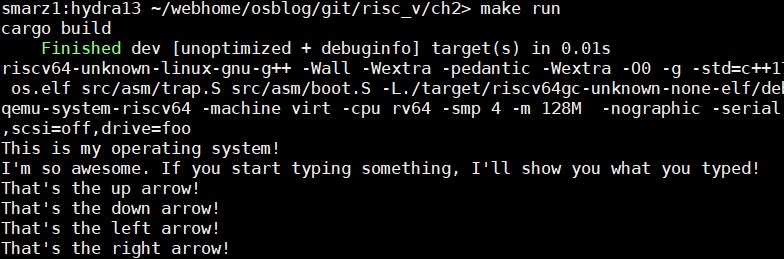 smarz1:hydra13 ~/webhome/osblog/git/risc_v/ch2> make run
cargo build
    Finished dev [unoptimized + debuginfo] target(s) in 0.01s
riscv64-unknown-linux-gnu-g++ -Wall -Wextra -pedantic -Wextra -O0 -g -std=c++1
 os.elf src/asm/trap.S src/asm/boot.S -L./target/riscv64gc-unknown-none-elf/de
qemu-system-riscv64 -machine virt -cpu rv64 -smp 4 -m 128M  -nographic -serial
,scsi=off,drive=foo
This is my operating system!
I'm so awesome. If you start typing something, I'll show you what you typed!
That's the up arrow!
That's the down arrow!
That's the left arrow!
That's the right arrow!